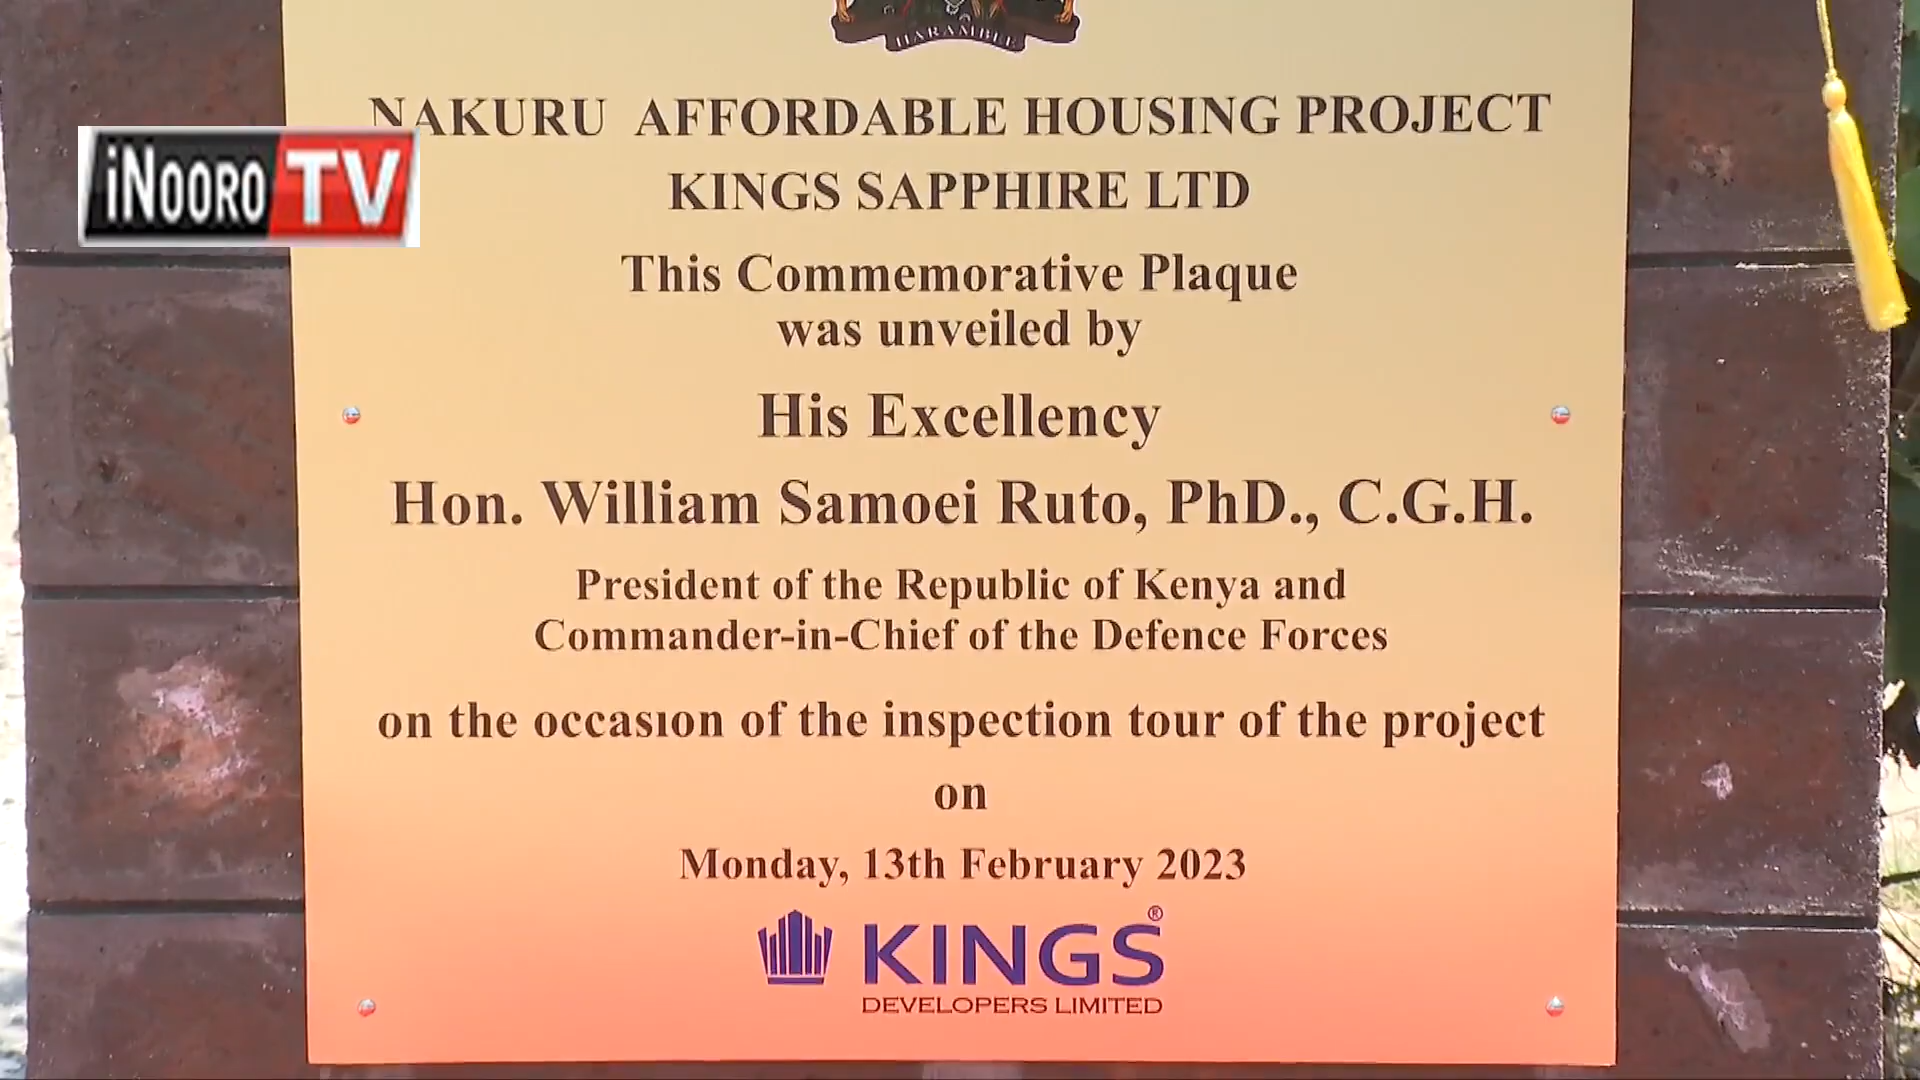 HARAMBEE
NAKURU AFFORDABLE HOUSING PROJECT
iNOORO TV
KINGS SAPPHIRE LTD
This Commemorative Plaque
was unveiled by
His Excellency
Hon. William Samoei Ruto, PhD., C.G.H.
President of the Republic of Kenya and
Commander-in-Chief of the Defence Forces
on the occasion of the inspection tour of the project
on
Monday, 13th February 2023
KINGS®
DEVELOPERS LIMITED